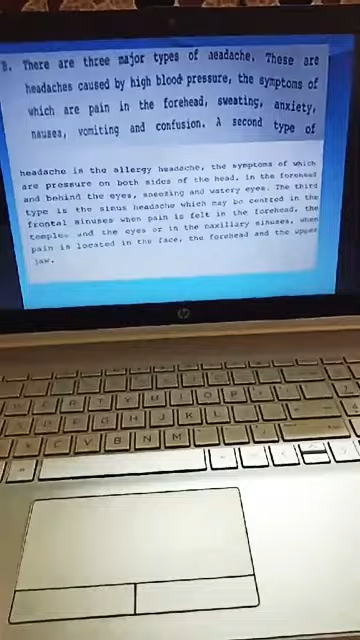 B. There are three major types of headache. These are
headaches caused by high blood pressure, the symptoms of
which are pain in the forehead, sweating, anxiety,
nausea, vomiting and confusion. A second type of
headache is the allergy headache, the symptoms of which
are pressure on both sides of the head, in the forehead
and behind the eyes, sneezing and watery eyes. The third
type is the sinus headache which may be centred in the
frontal sinuses when pain is felt in the forehead, the
temples and the eyes or in the maxillary sinuses, when
pain is located in the face, the forehead and the upper
jaw.
hp
E R T Y U I O P
D F G H J K L
X C V B N M